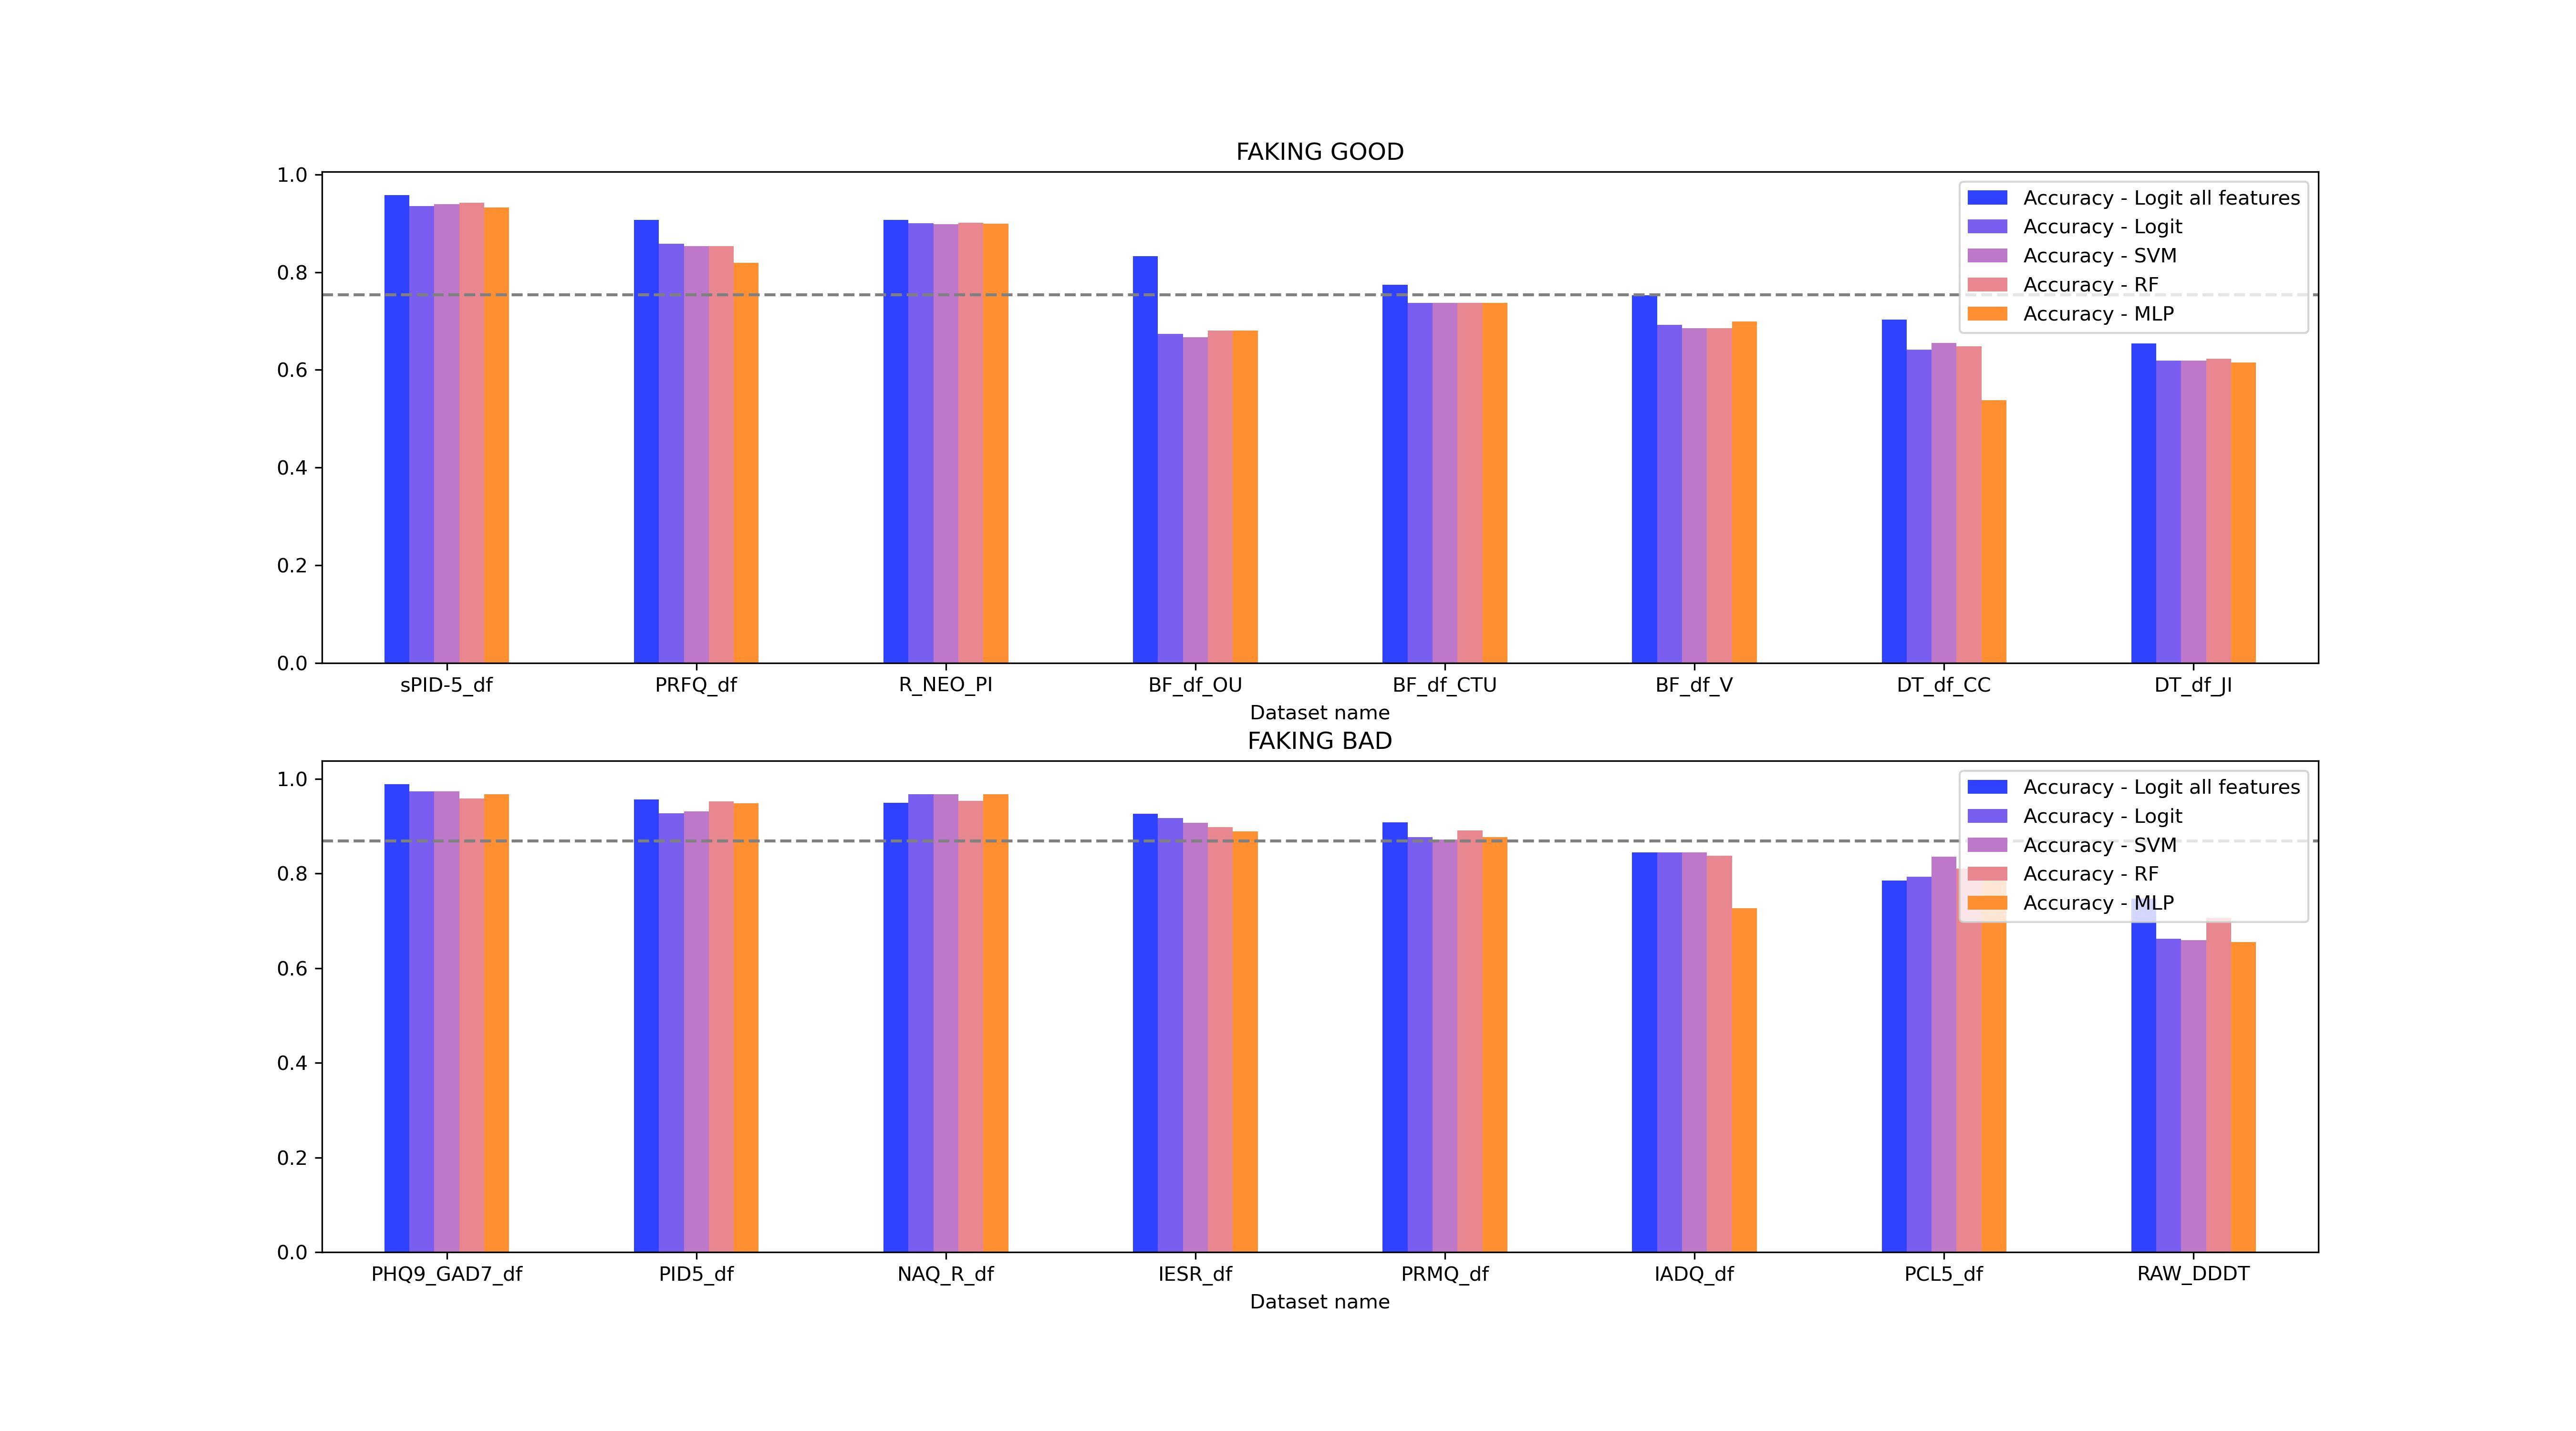 FAKING GOOD
1.0
0.8
0.6
0.4
0.2
0.0
Accuracy - Logit all features
Accuracy - Logit
Accuracy - SVM
Accuracy - RF
Accuracy - MLP
sPID-5_df PRFQ_df R_NEO_PI BF_df_OU BF_df_CTU BF_df_V DT_df_CC DT_df_JI
Dataset name
FAKING BAD
1.0
0.8
0.6
0.4
0.2
0.0
Accuracy - Logit all features
Accuracy - Logit
Accuracy - SVM
Accuracy - RF
Accuracy - MLP
PHQ9_GAD7_df PID5_df NAQ_R_df IESR_df PRMQ_df IADQ_df PCL5_df RAW_DDDT
Dataset name